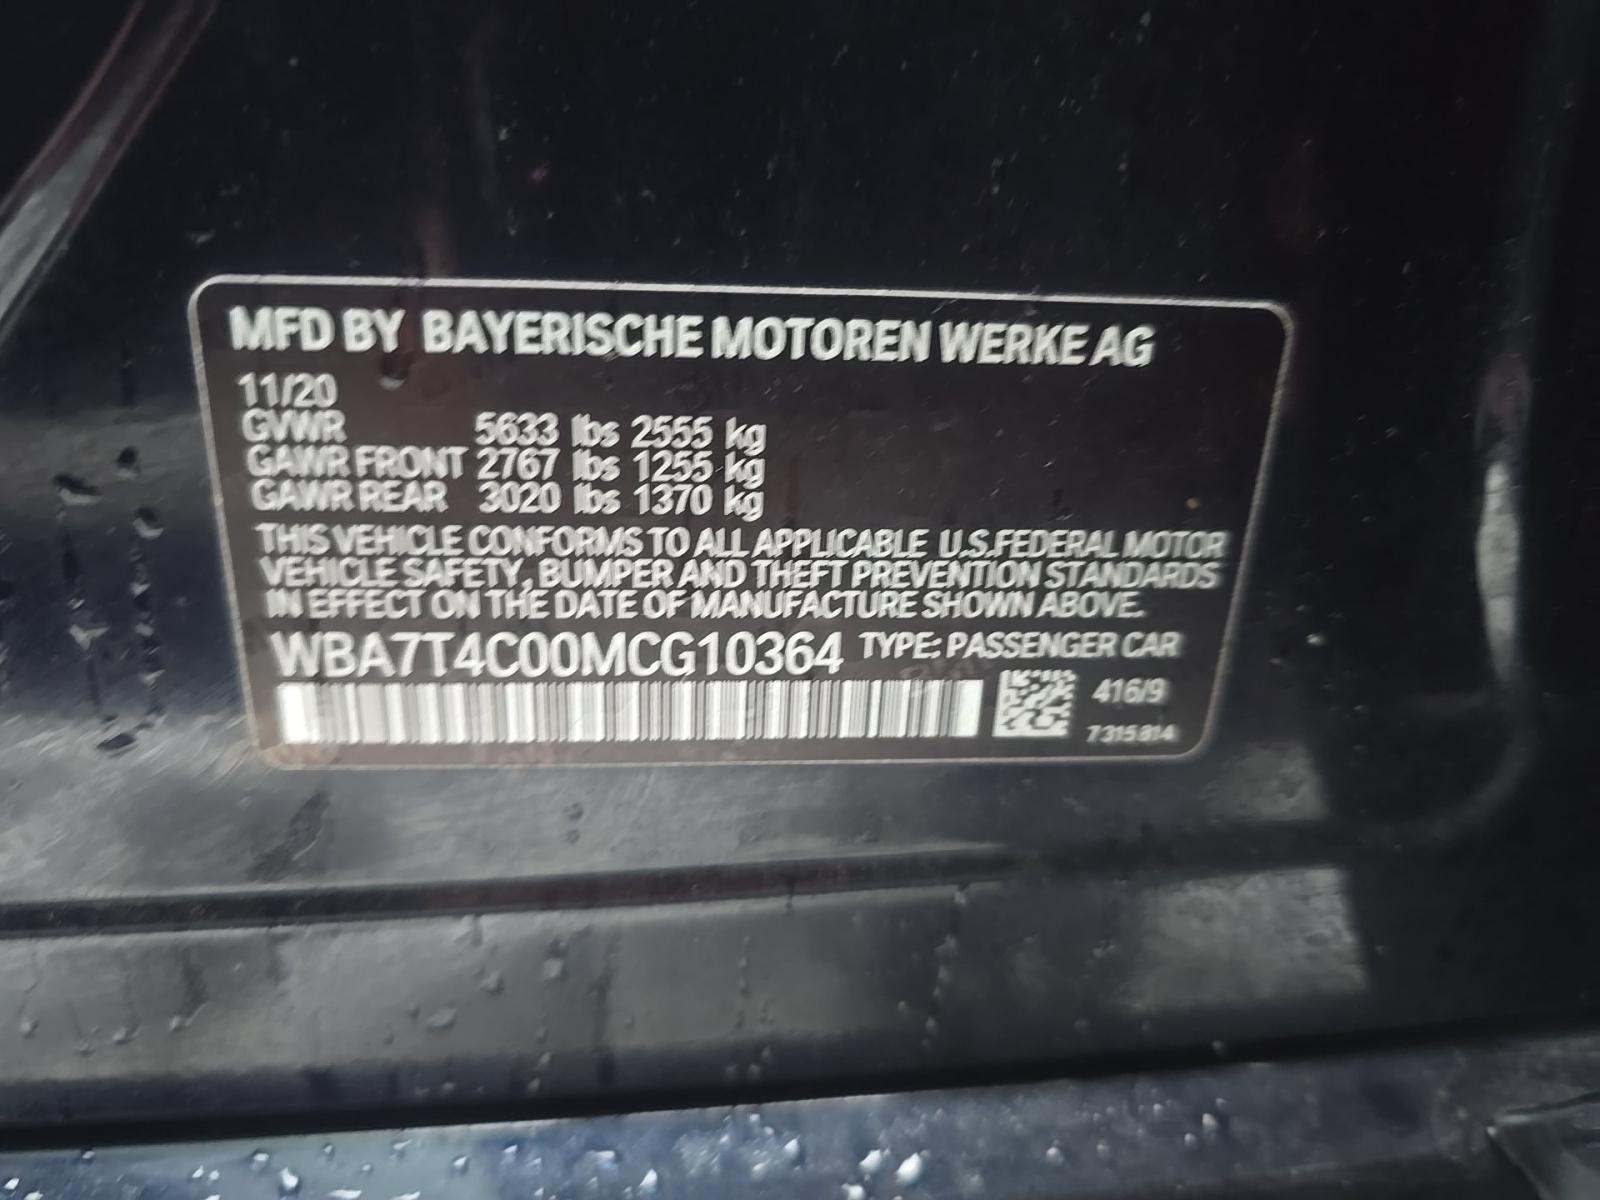 MFD BY BAYERISCHE MOTOREN WERKE AG
11/20
GVWR 5633 lbs 2555 kg
GAWR FRONT 2767 lbs 1255 kg
GAWR REAR 3020 lbs 1370 kg
THIS VEHICLE CONFORMS TO ALL APPLICABLE U.S.FEDERAL MOTOR
VEHICLE SAFETY, BUMPER AND THEFT PREVENTION STANDARDS
IN EFFECT ON THE DATE OF MANUFACTURE SHOWN ABOVE.
WBA7T4C00MCG10364 TYPE: PASSENGER CAR
416/9
7315814